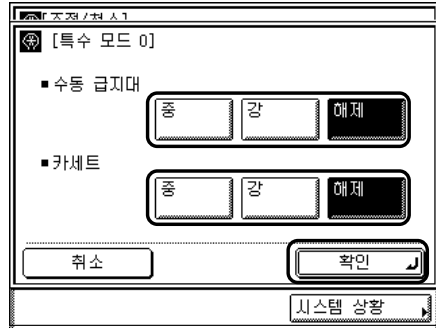 [특수 모드 0]
■ 수동 급지대
중 강 해제
■ 카세트
중 강 해제
취소 확인
시스템 상황